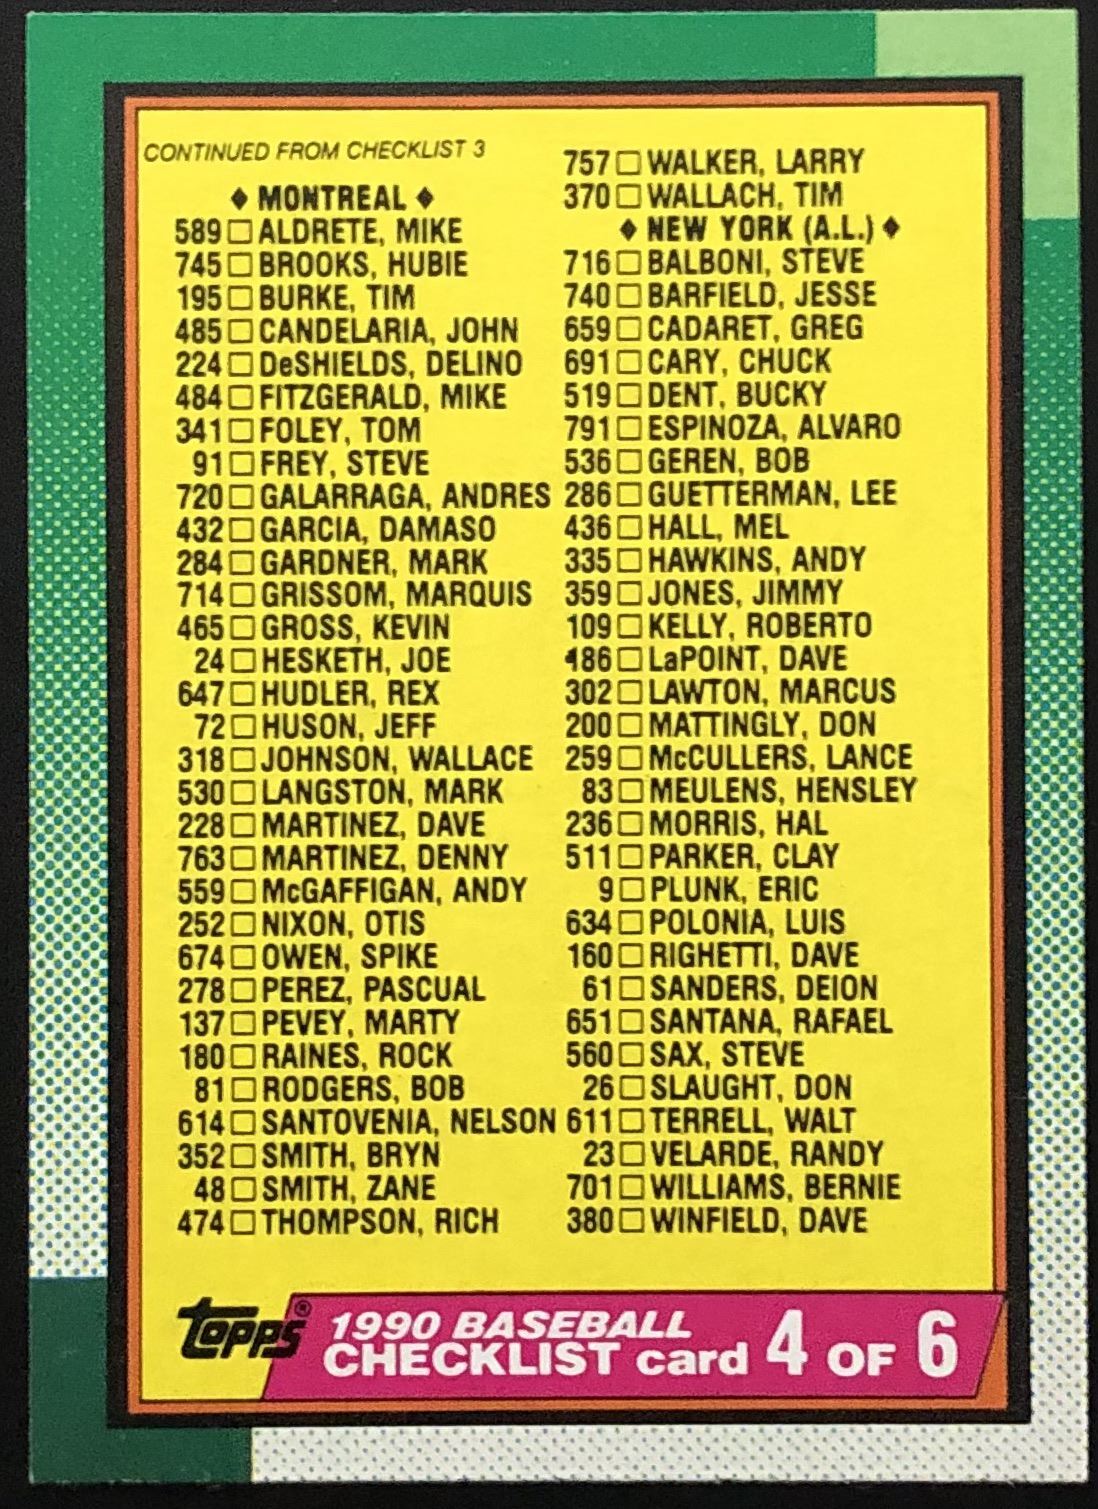 CONTINUED FROM CHECKLIST 3
♦ MONTREAL ♦
589□ALDRETE, MIKE
745□BROOKS, HUBIE
195□BURKE, TIM
485□CANDELARIA, JOHN
224□DeSHIELDS, DELINO
484□FITZGERALD, MIKE
341□FOLEY, TOM
91□FREY, STEVE
720□GALARRAGA, ANDRES
432□GARCIA, DAMASO
284□GARDNER, MARK
714□GRISSOM, MARQUIS
465□GROSS, KEVIN
24□HESKETH, JOE
647□HUDLER, REX
72□HUSON, JEFF
318□JOHNSON, WALLACE
530□LANGSTON, MARK
228□MARTINEZ, DAVE
763□MARTINEZ, DENNY
559□McGAFFIGAN, ANDY
252□NIXON, OTIS
674□OWEN, SPIKE
278□PEREZ, PASCUAL
137□PEVEY, MARTY
180□RAINES, ROCK
81□RODGERS, BOB
614□SANTOVENIA, NELSON
352□SMITH, BRYN
48□SMITH, ZANE
474□THOMPSON, RICH
757□WALKER, LARRY
370□WALLACH, TIM
♦ NEW YORK (A.L.) ♦
716□BALBONI, STEVE
740□BARFIELD, JESSE
659□CADARET, GREG
691□CARY, CHUCK
519□DENT, BUCKY
791□ESPINOZA, ALVARO
536□GEREN, BOB
286□GUETTERMAN, LEE
436□HALL, MEL
335□HAWKINS, ANDY
359□JONES, JIMMY
109□KELLY, ROBERTO
486□LaPOINT, DAVE
302□LAWTON, MARCUS
200□MATTINGLY, DON
259□McCULLERS, LANCE
83□MEULENS, HENSLEY
236□MORRIS, HAL
511□PARKER, CLAY
9□PLUNK, ERIC
634□POLONIA, LUIS
160□RIGHETTI, DAVE
61□SANDERS, DEION
651□SANTANA, RAFAEL
560□SAX, STEVE
26□SLAUGHT, DON
611□TERRELL, WALT
23□VELARDE, RANDY
701□WILLIAMS, BERNIE
380□WINFIELD, DAVE
topps®
1990 BASEBALL
CHECKLIST card 4 OF 6